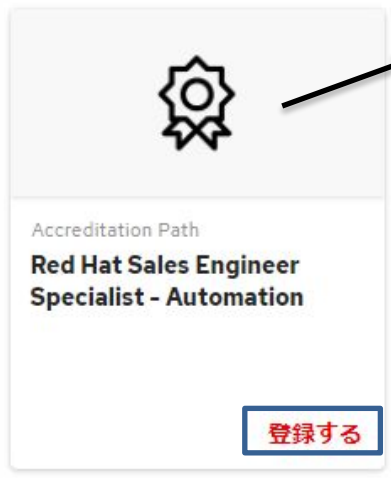 Accreditation Path
Red Hat Sales Engineer
Specialist - Automation
登録する